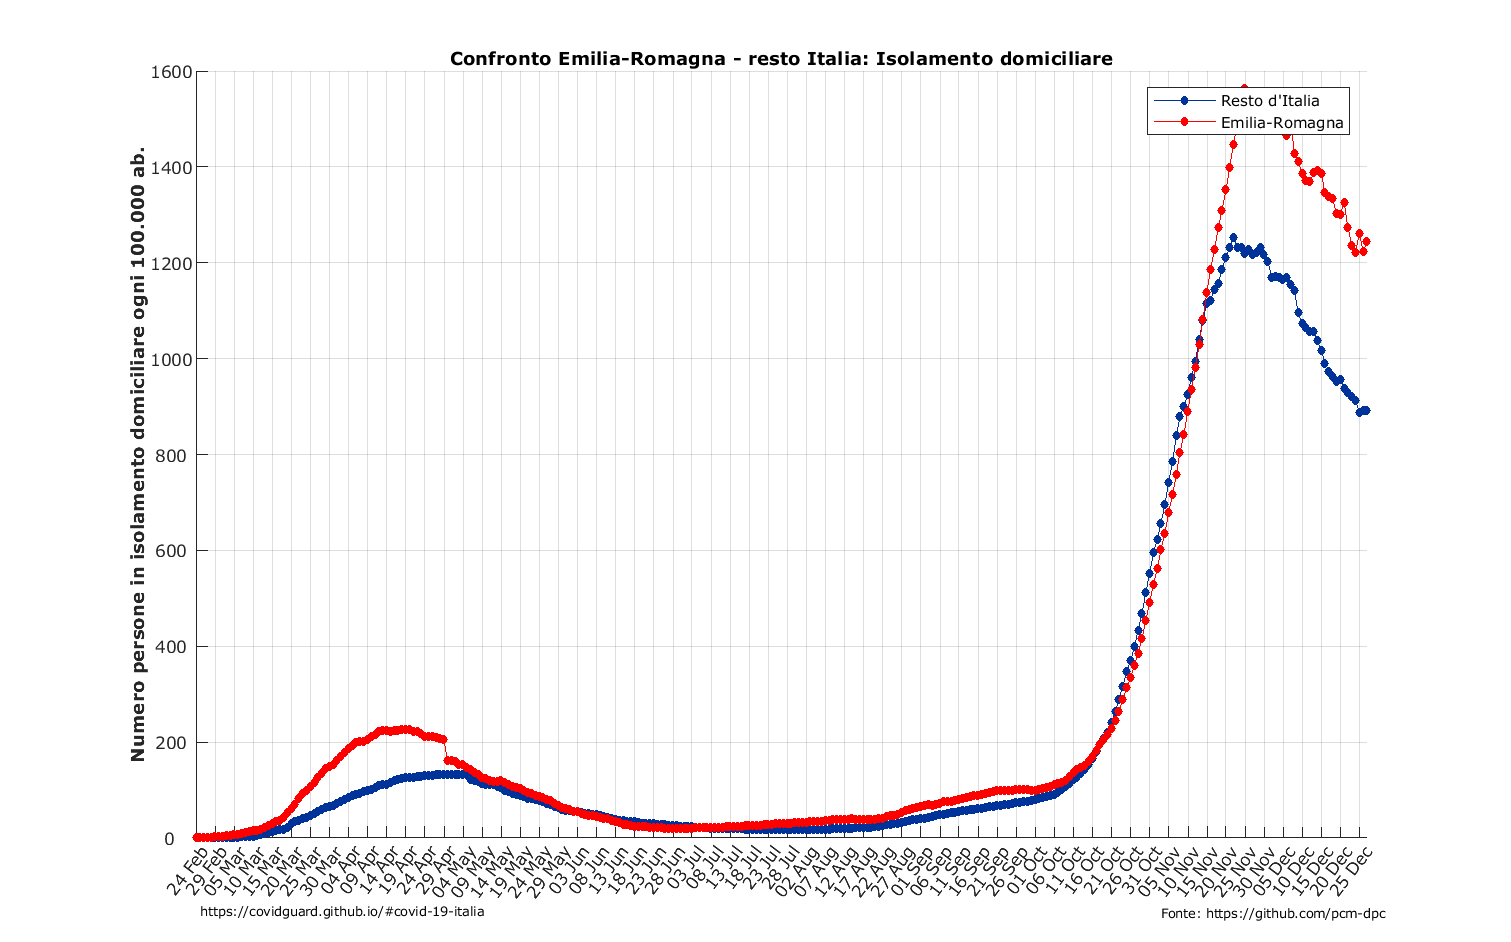 Confronto Emilia-Romagna - resto Italia: Isolamento domiciliare
Numero persone in isolamento domiciliare ogni 100.000 ab.
1600
1400
1200
1000
800
600
400
200
0
Resto d'Italia
Emilia-Romagna
24 Feb
29 Feb
05 Mar
10 Mar
15 Mar
20 Mar
25 Mar
30 Mar
04 Apr
09 Apr
14 Apr
19 Apr
24 Apr
29 Apr
04 May
09 May
14 May
19 May
24 May
29 May
03 Jun
08 Jun
13 Jun
18 Jun
23 Jun
28 Jun
03 Jul
08 Jul
13 Jul
18 Jul
23 Jul
28 Jul
02 Aug
07 Aug
12 Aug
17 Aug
22 Aug
27 Aug
01 Sep
06 Sep
11 Sep
16 Sep
21 Sep
26 Sep
01 Oct
06 Oct
11 Oct
16 Oct
21 Oct
26 Oct
31 Oct
05 Nov
10 Nov
15 Nov
20 Nov
25 Nov
30 Nov
05 Dec
10 Dec
15 Dec
20 Dec
25 Dec
https://covidguard.github.io/#covid-19-italia
Fonte: https://github.com/pcm-dpc